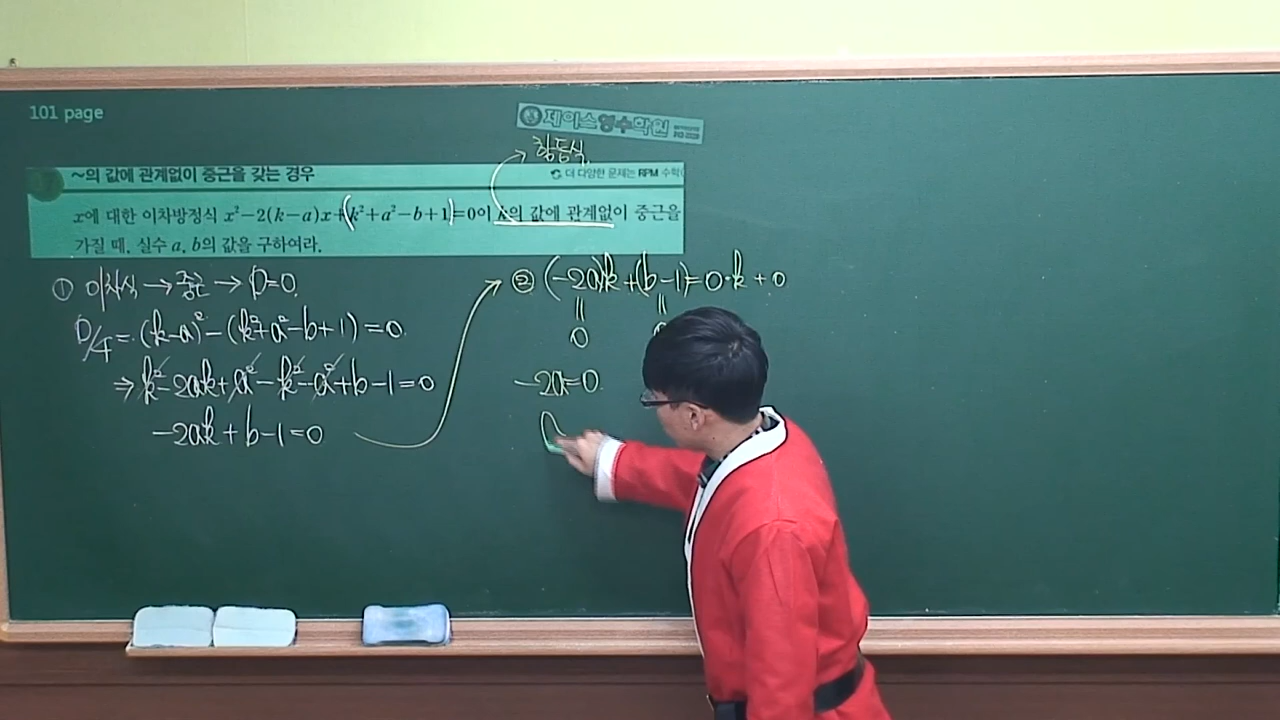 101 page
제이스영수학원
항등식
~의 값에 관계없이 중근을 갖는 경우
더 다양한 문제는 RPM 수학(
x에 대한 이차방정식 x²-2(k-a)x+(k²+a²-b+1)=0이 k의 값에 관계없이 중근을
가질 때, 실수 a, b의 값을 구하여라.
① 이차식 → 중근 → D=0.
D/4 = (k-a)² - (k²+a²-b+1) = 0.
⇒ k²-2ak+a²-k²-a²+b-1=0
-2ak+b-1=0
② (-2a)k+(b-1)=0·k+0
= =
0 0
-2a=0.